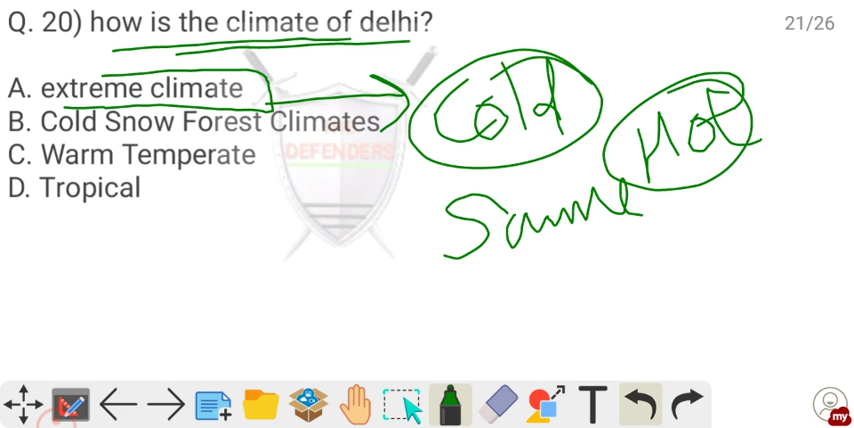 Q. 20) how is the climate of delhi?
21/26
A. extreme climate
B. Cold Snow Forest Climates
C. Warm Temperate
D. Tropical
DEFENDERS
Cold
Hot
T
my